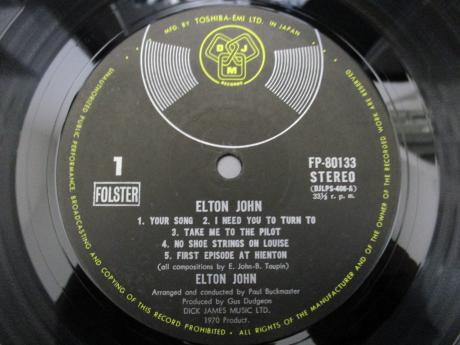 MFG. BY TOSHIBA-EMI LTD. IN JAPAN
DJM
RECORDS
1
FOLSTER
FP-80133
STEREO
(DJLPS-406-A)
33⅓ r. p. m.
ELTON JOHN
1. YOUR SONG 2. I NEED YOU TO TURN TO
3. TAKE ME TO THE PILOT
4. NO SHOE STRINGS ON LOUISE
5. FIRST EPISODE AT HIENTON
(all compositions by E. John-B. Taupin)
ELTON JOHN
Arranged and conducted by Paul Buckmaster
Produced by Gus Dudgeon
DICK JAMES MUSIC LTD.
1970 Product.
UNAUTHORIZED PUBLIC PERFORMANCE BROADCASTING AND COPYING OF THIS RECORD PROHIBITED • ALL RIGHTS OF THE MANUFACTURER AND OF THE OWNER OF THE RECORDED WORK ARE RESERVED